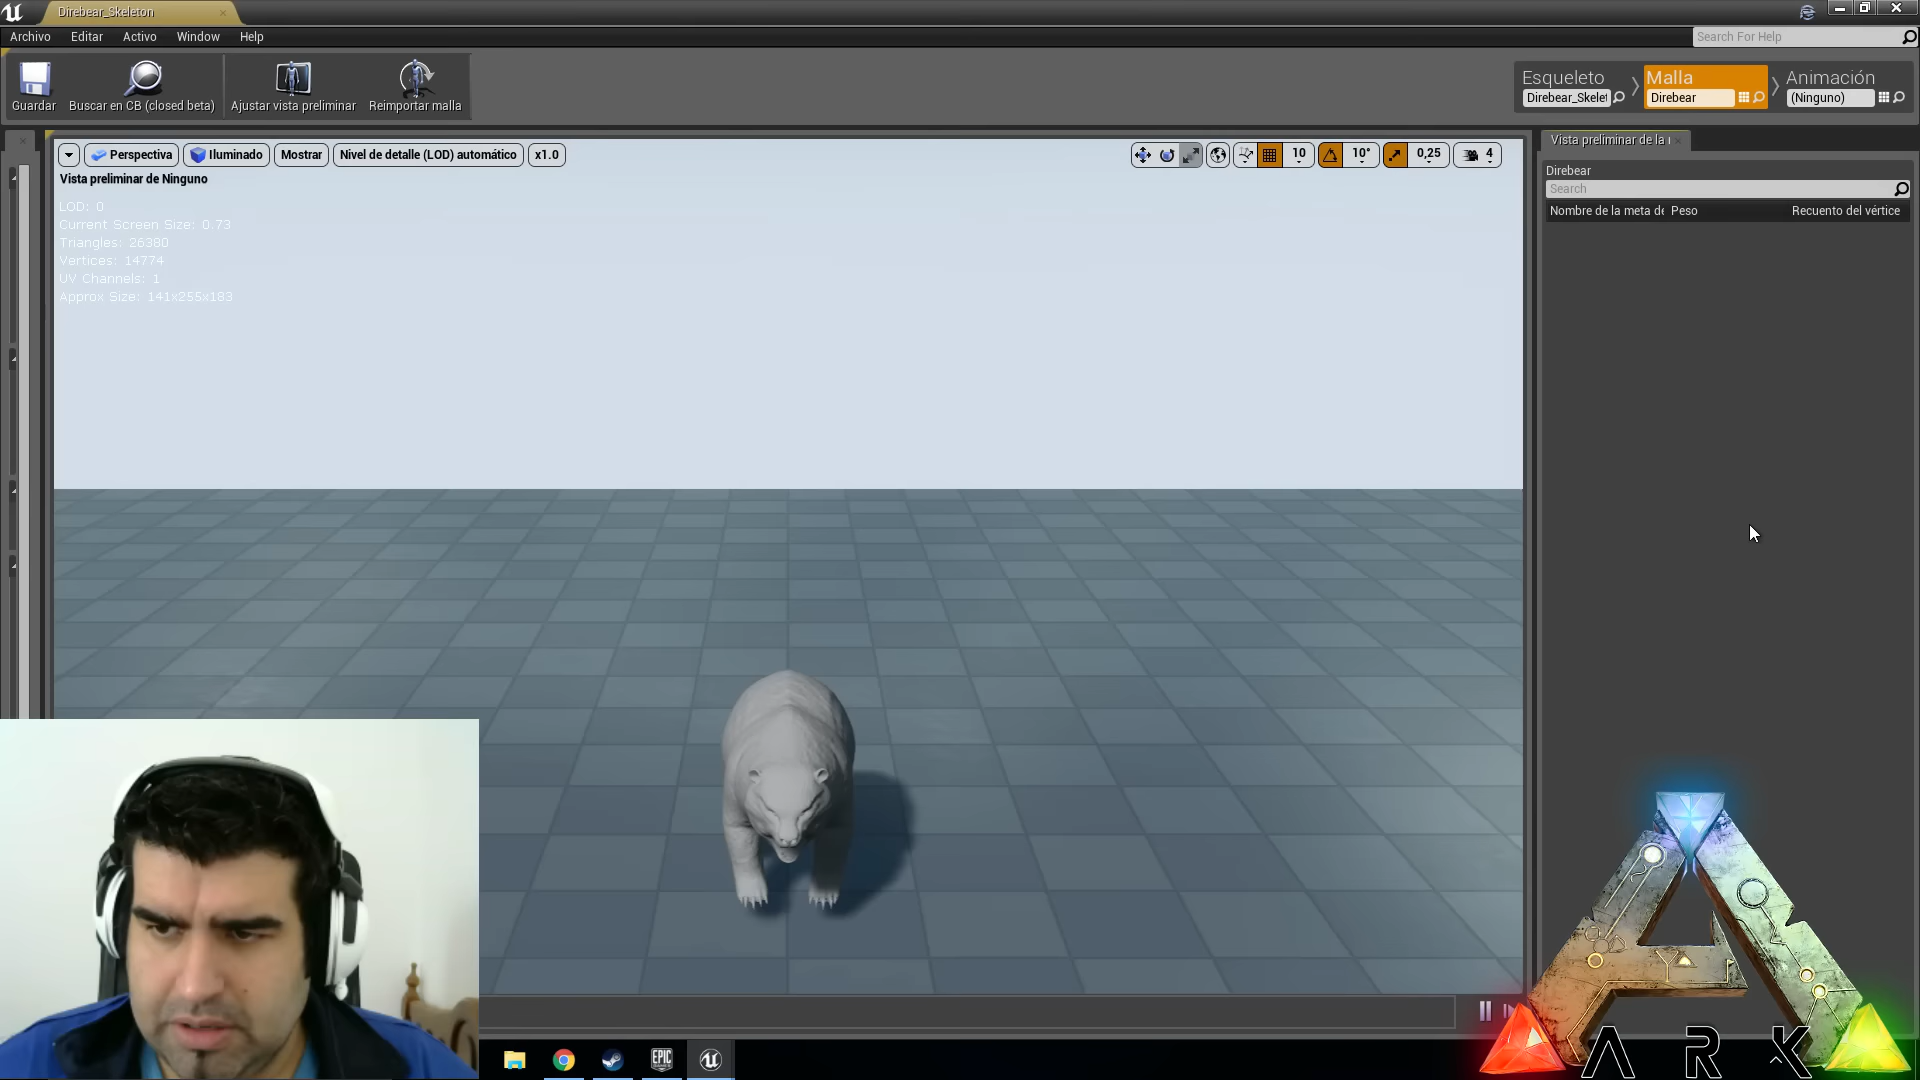 Direbear_Skeleton
Archivo Editar Activo Window Help
Search For Help
Guardar
Buscar en CB (closed beta)
Ajustar vista preliminar
Reimportar malla
Esqueleto
Direbear_Skelet
Malla
Direbear
Animación
(Ninguno)
Perspectiva
Iluminado
Mostrar
Nivel de detalle (LOD) automático
x1.0
10
10°
0,25
4
Vista preliminar de Ninguno
LOD: 0
Current Screen Size: 0.73
Triangles: 26380
Vertices: 14774
UV Channels: 1
Approx Size: 141x255x183
Vista preliminar de la
Direbear
Search
Nombre de la meta de Peso Recuento del vértice
EPIC
ARK